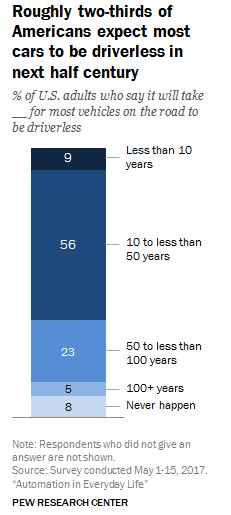 Roughly two-thirds of
Americans expect most
cars to be driverless in
next half century
% of U.S. adults who say it will take
__ for most vehicles on the road to
be driverless
9
Less than 10
years
56
10 to less than
50 years
23
50 to less than
100 years
5
100+ years
8
Never happen
Note: Respondents who did not give an
answer are not shown.
Source: Survey conducted May 1-15, 2017.
“Automation in Everyday Life”
PEW RESEARCH CENTER